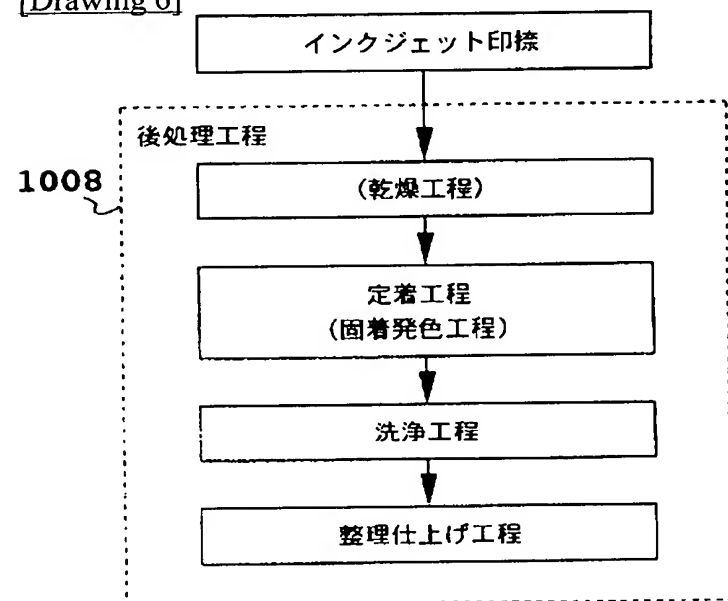 [Drawing 6]
インクジェット印捺
後処理工程
1008
(乾燥工程)
定着工程
(固着発色工程)
洗浄工程
整理仕上げ工程